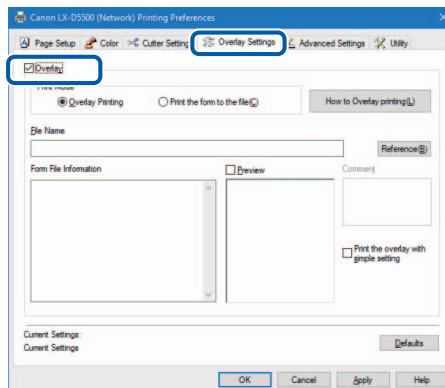 Canon LX-D5500 (Network) Printing Preferences
Page Setup Color Cutter Setting Overlay Settings Advanced Settings Utility
Overlay
Print Mode
Overlay Printing Print the form to the file(C) How to Overlay printing(L)
File Name
Reference(B)
Form File Information Preview Comment
Print the overlay with
simple setting
Current Settings:
Current Settings
Defaults
OK Cancel Apply Help